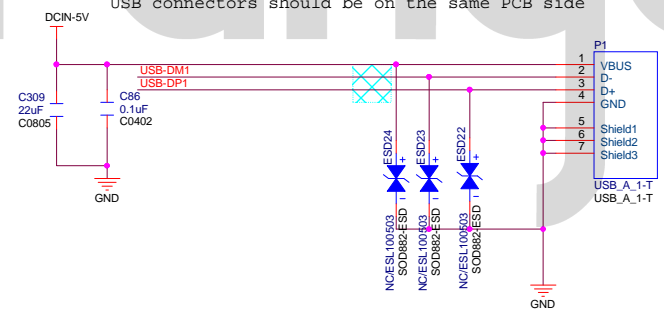 USB connectors should be on the same PCB side
DCIN-5V
P1
1 VBUS
USB-DM1
2 D-
USB-DP1
3 D+
4 GND
C309
22uF
C0805
C86
0.1uF
C0402
5 Shield1
6 Shield2
7 Shield3
USB_A_1-T
USB_A_1-T
ESD24
ESD23
ESD22
NC/ESL100503
SOD882-ESD
NC/ESL100503
SOD882-ESD
NC/ESL100503
SOD882-ESD
GND
GND